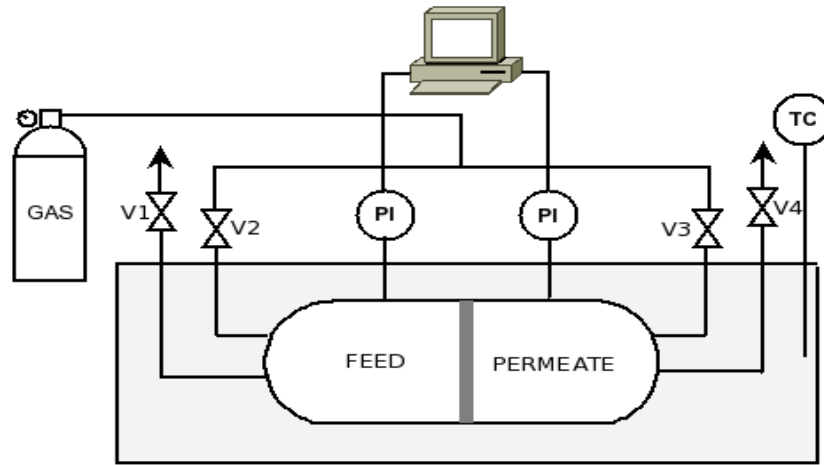 TC
GAS
V1
V2
PI
PI
V3
V4
FEED
PERMEATE